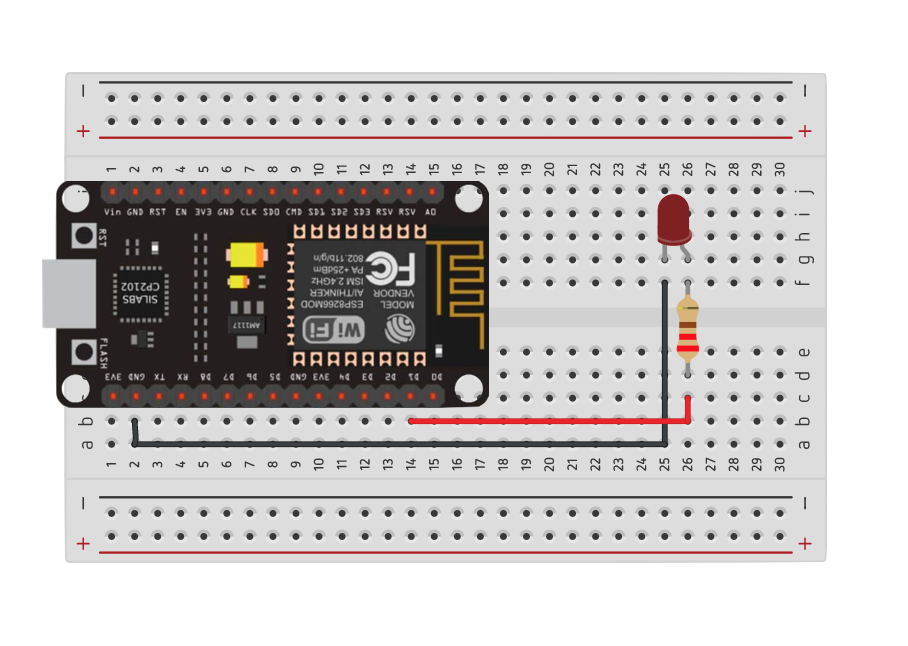 − −
+ +
1 2 3 4 5 6 7 8 9 10 11 12 13 14 15 16 17 18 19 20 21 22 23 24 25 26 27 28 29 30
j
Vin GND RST EN 3V3 GND CLK SD0 CMD SD1 SD2 SD3 RSV RSV A0
i
RST
h
g
f
SILABS
CP2102
AM1117
MODEL
VENDOR
ESP8266MOD
AI/THINKER
ISM 2.4GHz
PA +25dBm
802.11b/g/n
FC
Wi Fi
FLASH
e
3V3 GND TX RX D8 D7 D6 D5 GND 3V3 D4 D3 D2 D1 D0
d
c
b b
a a
1 2 3 4 5 6 7 8 9 10 11 12 13 14 15 16 17 18 19 20 21 22 23 24 25 26 27 28 29 30
− −
+ +